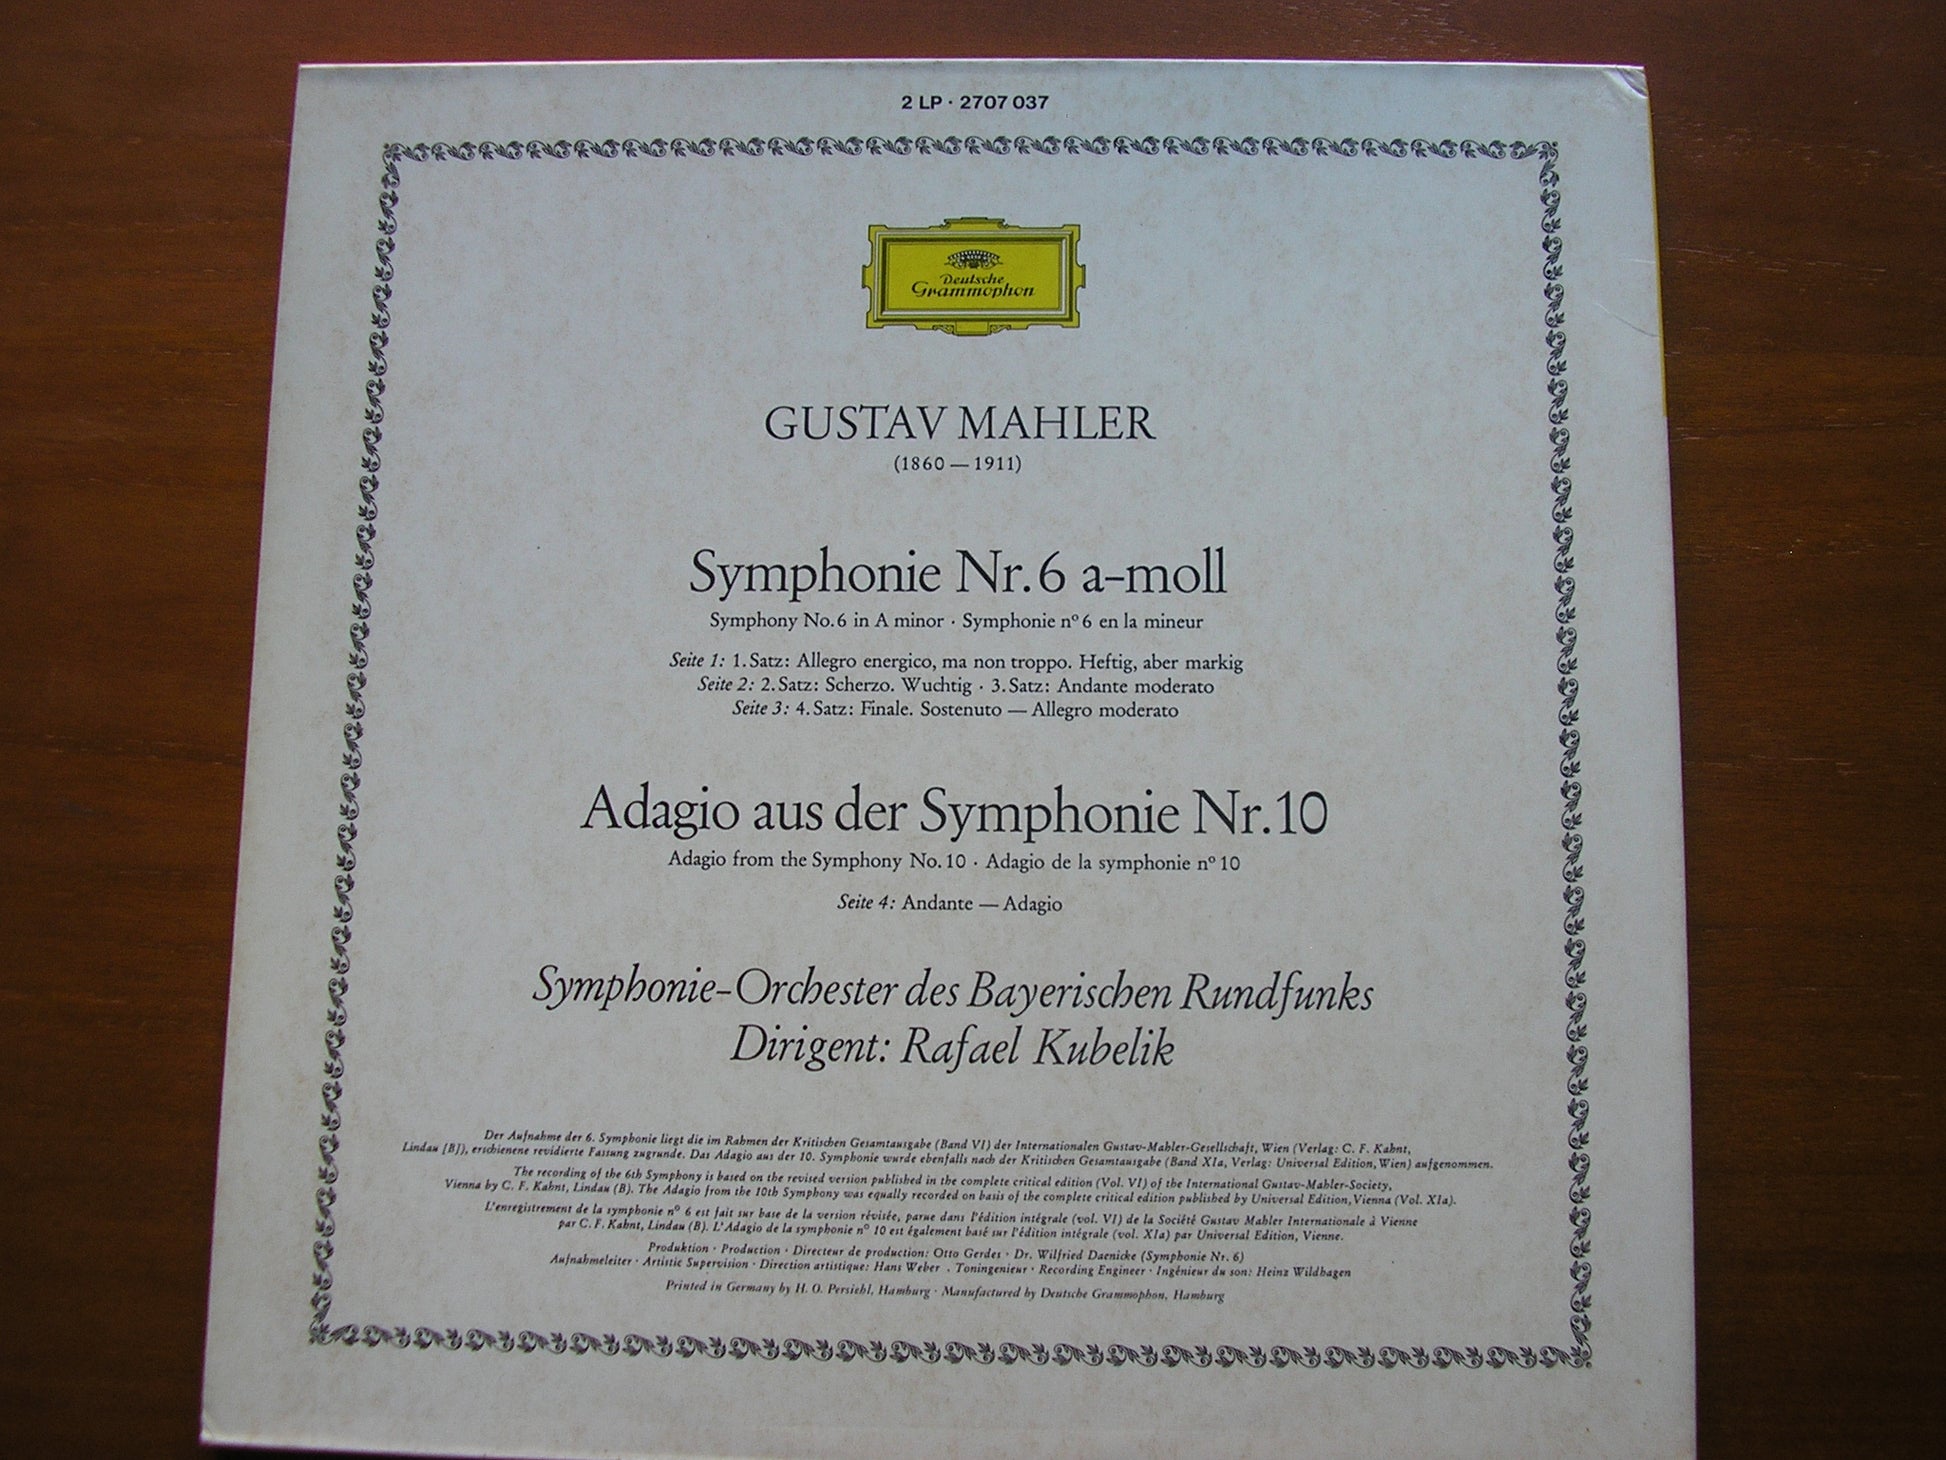 2 LP · 2707 037
Deutsche
Grammophon
GUSTAV MAHLER
(1860 — 1911)
Symphonie Nr. 6 a-moll
Symphony No. 6 in A minor · Symphonie nº 6 en la mineur
Seite 1: 1. Satz: Allegro energico, ma non troppo. Heftig, aber markig
Seite 2: 2. Satz: Scherzo. Wuchtig · 3. Satz: Andante moderato
Seite 3: 4. Satz: Finale. Sostenuto — Allegro moderato
Adagio aus der Symphonie Nr. 10
Adagio from the Symphony No. 10 · Adagio de la symphonie nº 10
Seite 4: Andante — Adagio
Symphonie-Orchester des Bayerischen Rundfunks
Dirigent: Rafael Kubelik
Der Aufnahme der 6. Symphonie liegt die im Rahmen der Kritischen Gesamtausgabe (Band VI) der Internationalen Gustav-Mahler-Gesellschaft, Wien (Verlag: C. F. Kahnt,
Lindau [B]), erschienene revidierte Fassung zugrunde. Das Adagio aus der 10. Symphonie wurde ebenfalls nach der Kritischen Gesamtausgabe (Band XIa, Verlag: Universal Edition, Wien) aufgenommen.
The recording of the 6th Symphony is based on the revised version published in the complete critical edition (Vol. VI) of the International Gustav-Mahler-Society,
Vienna by C. F. Kahnt, Lindau (B). The Adagio from the 10th Symphony was equally recorded on basis of the complete critical edition published by Universal Edition, Vienna (Vol. XIa).
L'enregistrement de la symphonie nº 6 est fait sur base de la version révisée, parue dans l'édition intégrale (vol. VI) de la Société Gustav Mahler Internationale à Vienne
par C. F. Kahnt, Lindau (B). L'Adagio de la symphonie nº 10 est également basé sur l'édition intégrale (vol. XIa) par Universal Edition, Vienne.
Produktion · Production · Directeur de production: Otto Gerdes · Dr. Wilfried Daenicke (Symphonie Nr. 6)
Aufnahmeleiter · Artistic Supervision · Direction artistique: Hans Weber . Toningenieur · Recording Engineer · Ingénieur du son: Heinz Wildhagen
Printed in Germany by H. O. Persiehl, Hamburg · Manufactured by Deutsche Grammophon, Hamburg